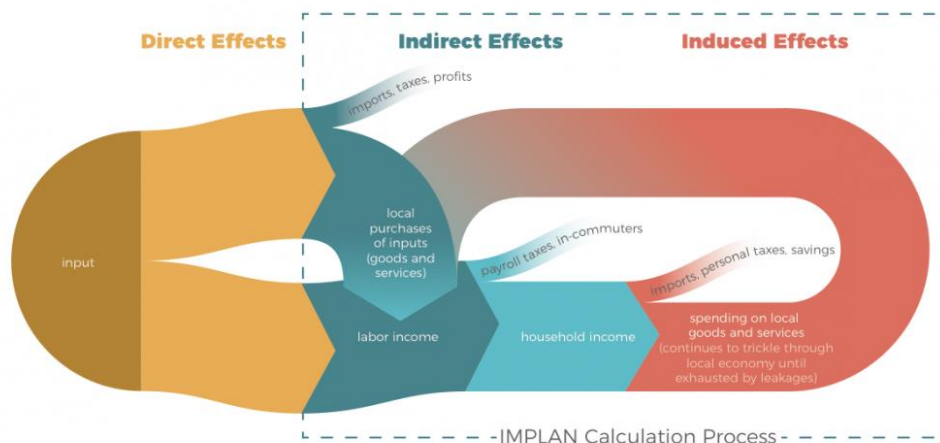 Direct Effects
Indirect Effects
Induced Effects
imports, taxes, profits
input
local
purchases
of inputs
(goods and
services)
payroll taxes, in-commuters
imports, personal taxes, savings
labor income
household income
spending on local
goods and services
(continues to trickle through
local economy until
exhausted by leakages)
IMPLAN Calculation Process